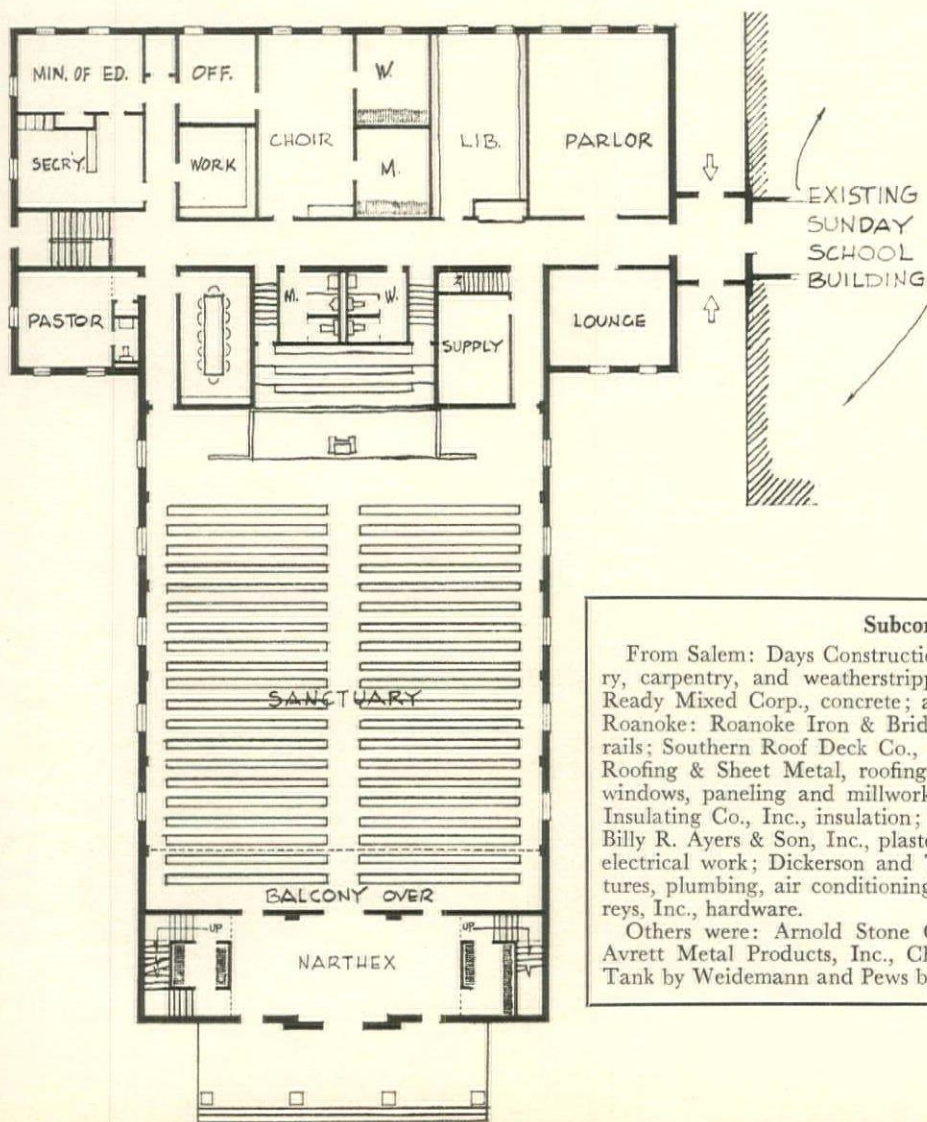 MIN. OF ED.
OFF.
CHOIR
W.
LIB.
PARLOR
SECRY.
WORK
M.
EXISTING
SUNDAY
SCHOOL
BUILDING
PASTOR
M.
W.
SUPPLY
LOUNGE
SANCTUARY
BALCONY OVER
UP
UP
NARTHEX
Subcon
From Salem: Days Constructio
ry, carpentry, and weatherstripp
Ready Mixed Corp., concrete; a
Roanoke: Roanoke Iron & Brid
rails; Southern Roof Deck Co.,
Roofing & Sheet Metal, roofing
windows, paneling and millwork
Insulating Co., Inc., insulation;
Billy R. Ayers & Son, Inc., plaste
electrical work; Dickerson and
tures, plumbing, air conditioning
reys, Inc., hardware.
Others were: Arnold Stone
Avrett Metal Products, Inc., Ch
Tank by Weidemann and Pews b